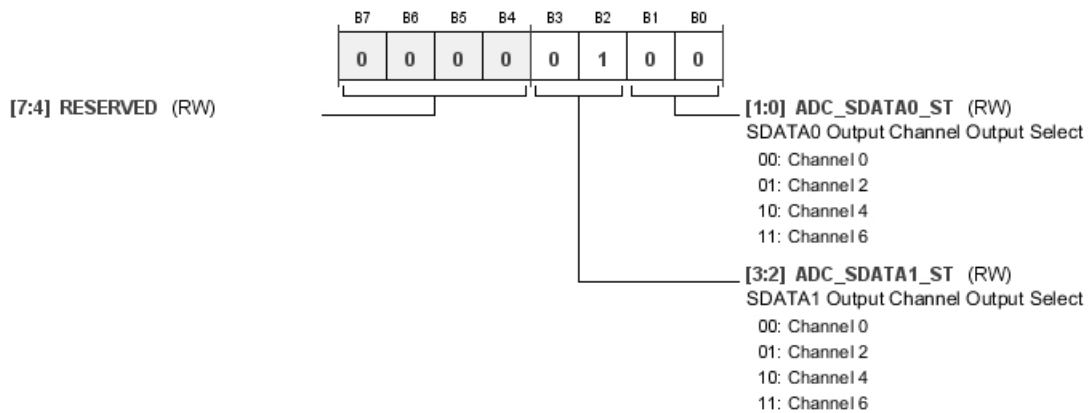 B7 B6 B5 B4 B3 B2 B1 B0
0 0 0 0 0 1 0 0
[7:4] RESERVED (RW)
[1:0] ADC_SDATA0_ST (RW)
SDATA0 Output Channel Output Select
00: Channel 0
01: Channel 2
10: Channel 4
11: Channel 6
[3:2] ADC_SDATA1_ST (RW)
SDATA1 Output Channel Output Select
00: Channel 0
01: Channel 2
10: Channel 4
11: Channel 6